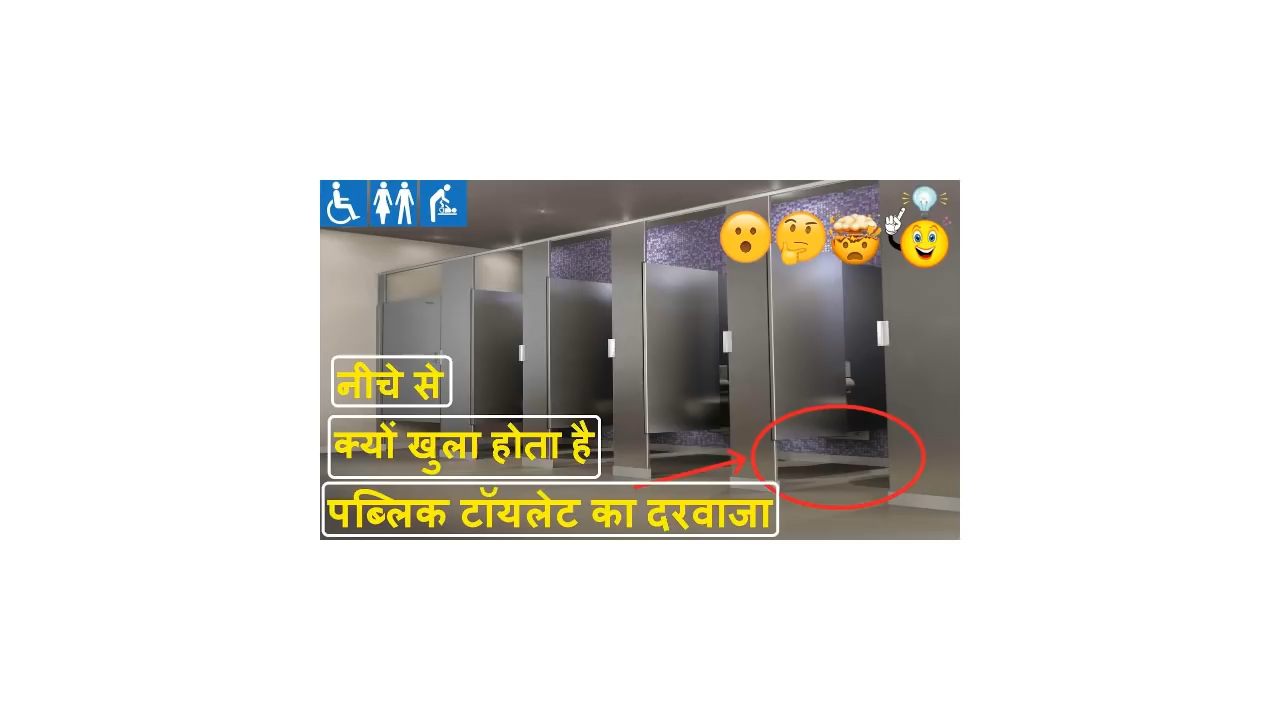 नीचे से
क्यों खुला होता है
पब्लिक टॉयलेट का दरवाजा